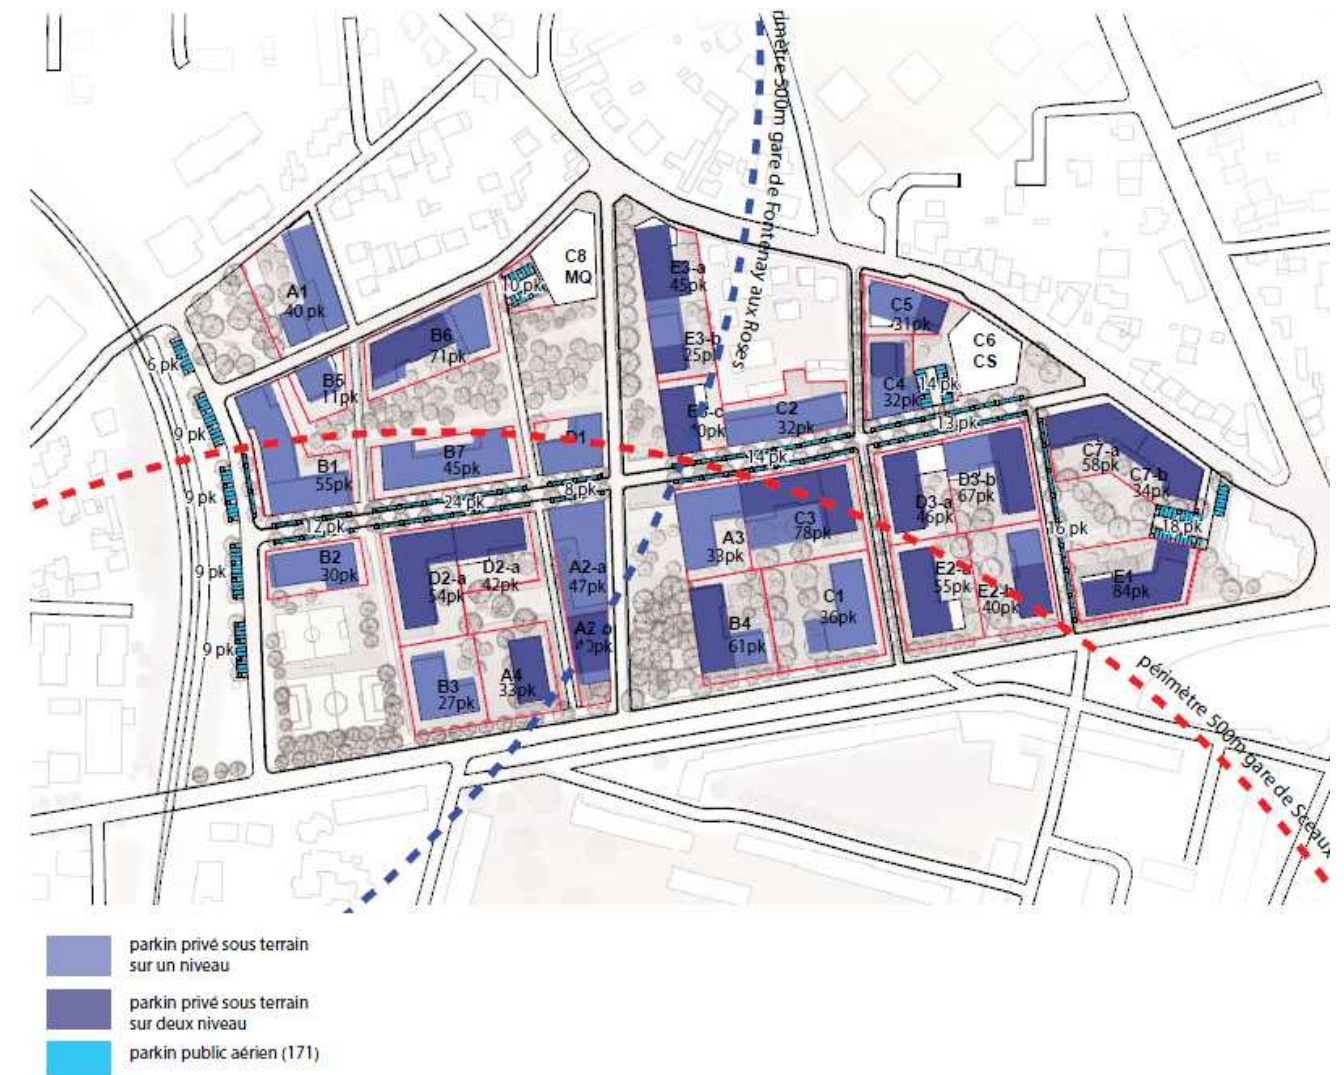 périmètre 500m gare de Fontenay aux Roses
C8
MQ
10 pk
A1
40 pk
E3-a
45pk
C5
31pk
B6
71pk
C6
CS
6 pk
E3-b
25pk
B5
11pk
C4
32pk
14 pk
E3-c
C2
32pk
13 pk
9 pk
D1
B7
45pk
14 pk
C7-a
58pk
C7-b
34pk
B1
55pk
9 pk
24 pk
8 pk
D3-b
67pk
D3-a
46pk
12 pk
C3
78pk
A3
33pk
16 pk
18 pk
B2
30pk
9 pk
D2-a
54pk
D2-a
42pk
A2-a
47pk
E2-a
55pk
E2-b
40pk
E1
84pk
C1
36pk
B4
61pk
9 pk
A4
33pk
B3
27pk
périmètre 500m gare de Sceaux
parkin privé sous terrain
sur un niveau
parkin privé sous terrain
sur deux niveau
parkin public aérien (171)